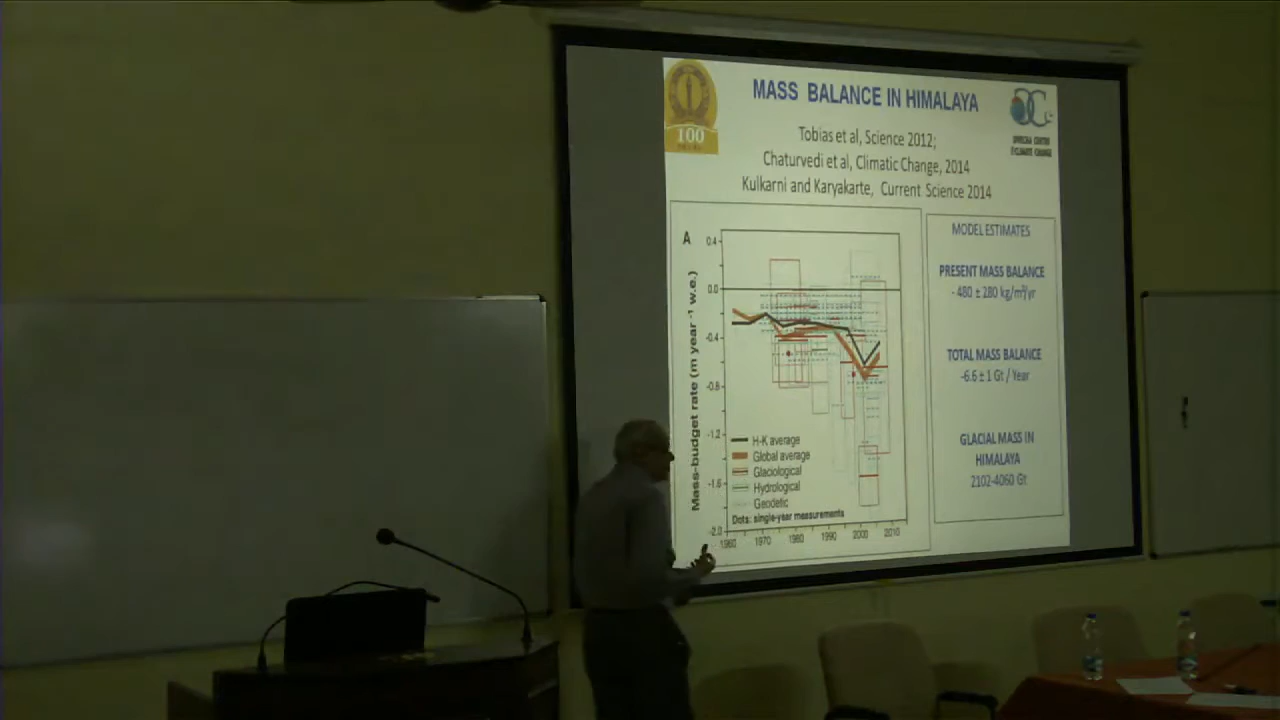 MASS BALANCE IN HIMALAYA
100
Tobias et al, Science 2012;
Chaturvedi et al, Climatic Change, 2014
Kulkarni and Karyakarte, Current Science 2014
A
Mass-budget rate (m year⁻¹ w.e.)
0.4
0.0
-0.4
-0.8
-1.2
-1.6
-2.0
H-K average
Global average
Glaciological
Hydrological
Geodetic
Dots: single-year measurements
1960 1970 1980 1990 2000 2010
MODEL ESTIMATES
PRESENT MASS BALANCE
- 480 ± 280 kg/m²/yr
TOTAL MASS BALANCE
-6.6 ± 1 Gt / Year
GLACIAL MASS IN
HIMALAYA
2102-4060 Gt